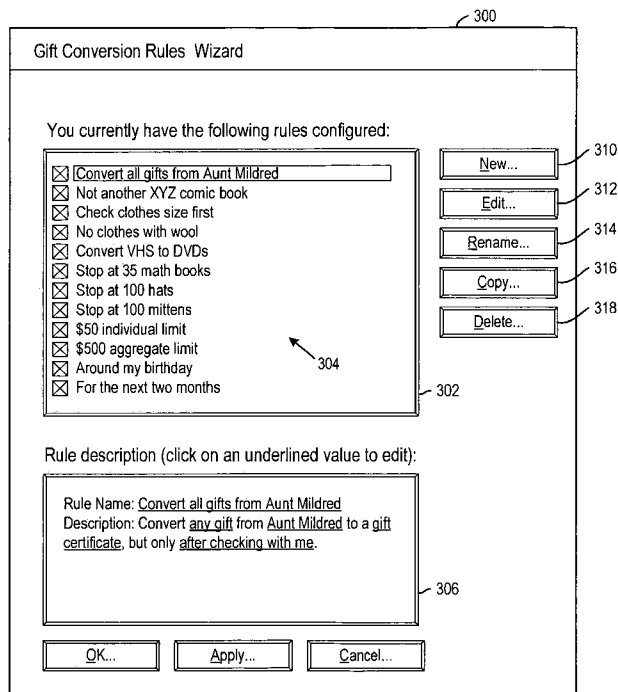 300
Gift Conversion Rules Wizard
You currently have the following rules configured:
Convert all gifts from Aunt Mildred
Not another XYZ comic book
Check clothes size first
No clothes with wool
Convert VHS to DVDs
Stop at 35 math books
Stop at 100 hats
Stop at 100 mittens
$50 individual limit
$500 aggregate limit
Around my birthday
For the next two months
304
302
New...
310
Edit...
312
Rename...
314
Copy...
316
Delete...
318
Rule description (click on an underlined value to edit):
Rule Name: Convert all gifts from Aunt Mildred
Description: Convert any gift from Aunt Mildred to a gift
certificate, but only after checking with me.
306
OK...
Apply...
Cancel...